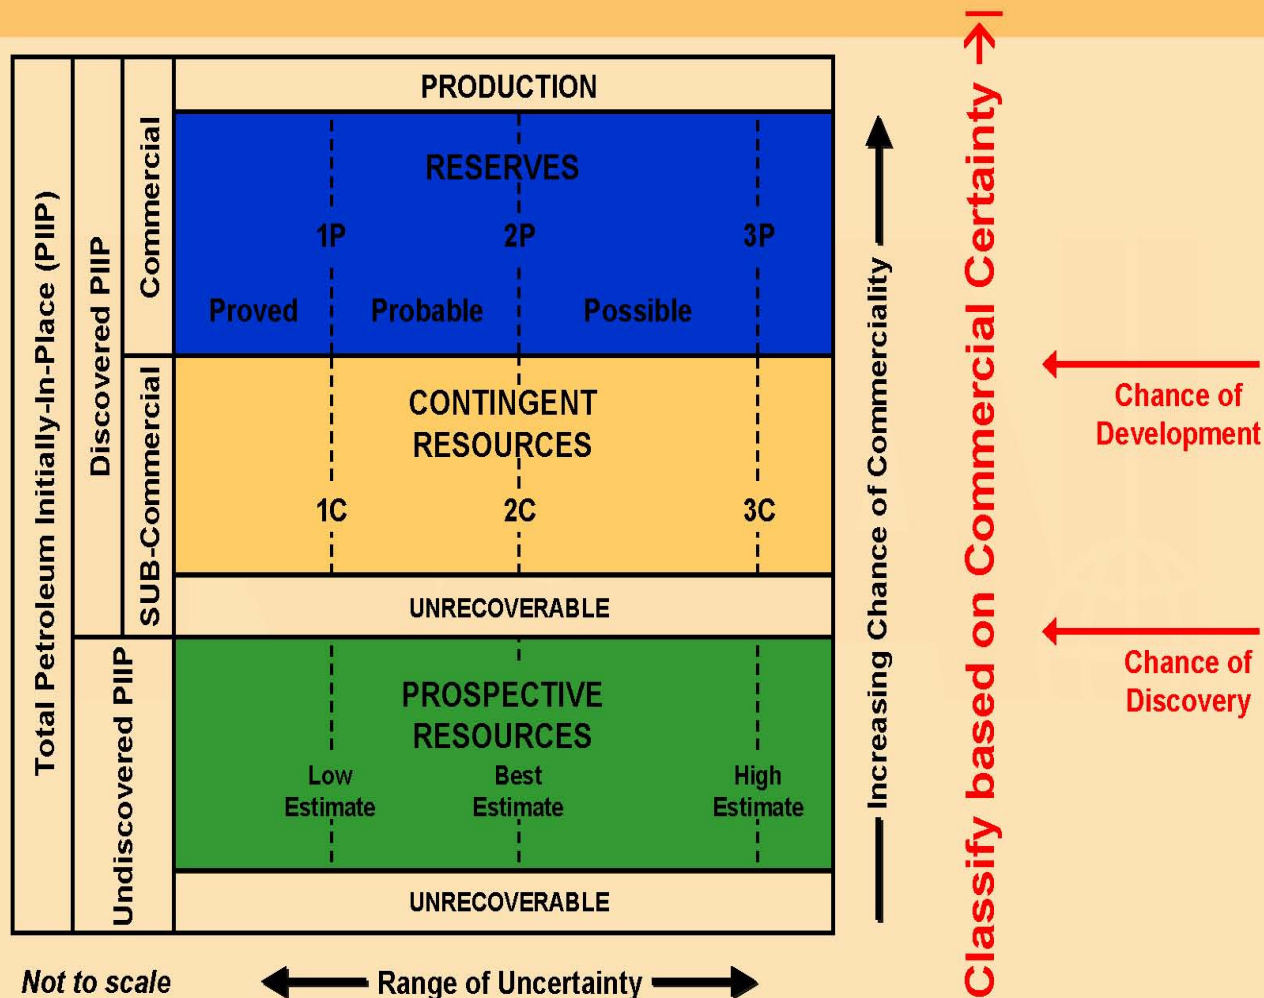 Total Petroleum Initially-In-Place (PIIP)
Discovered PIIP
Undiscovered PIIP
Commercial
SUB-Commercial
PRODUCTION
RESERVES
1P 2P 3P
Proved Probable Possible
CONTINGENT
RESOURCES
1C 2C 3C
UNRECOVERABLE
PROSPECTIVE
RESOURCES
Low Best High
Estimate Estimate Estimate
UNRECOVERABLE
Not to scale
Range of Uncertainty
Increasing Chance of Commerciality
Classify based on Commercial Certainty
Chance of
Development
Chance of
Discovery